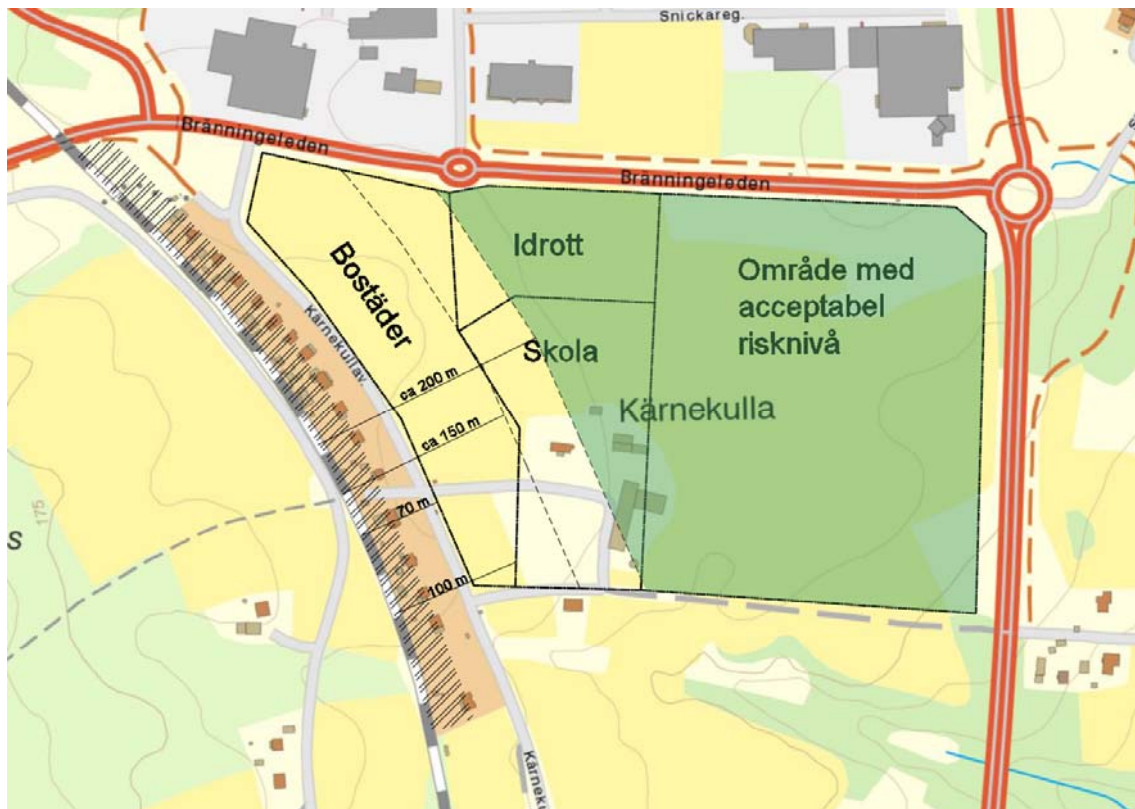 Snickareg.
Bränningeleden
Bränningeleden
Idrott
Område med
acceptabel
risknivå
Bostäder
Kärnekullav.
Skola
ca 200 m
Kärnekulla
ca 150 m
70 m
175
S
100 m
Kärneku